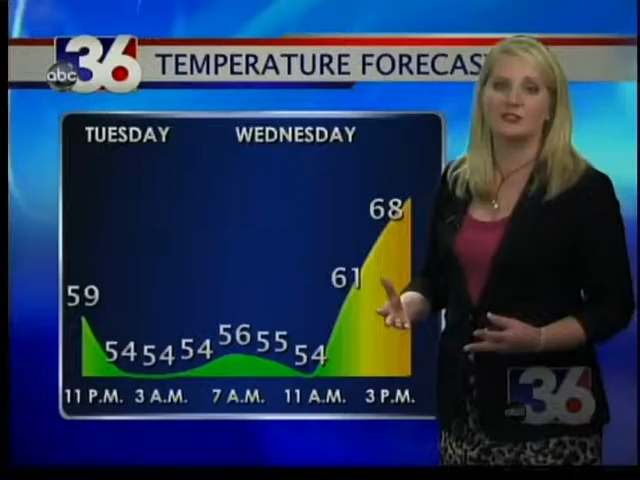 abc 36 TEMPERATURE FORECAS
TUESDAY WEDNESDAY
68
61
59
54 54 54 56 55 54
11 P.M. 3 A.M. 7 A.M. 11 A.M. 3 P.M.
abc 36